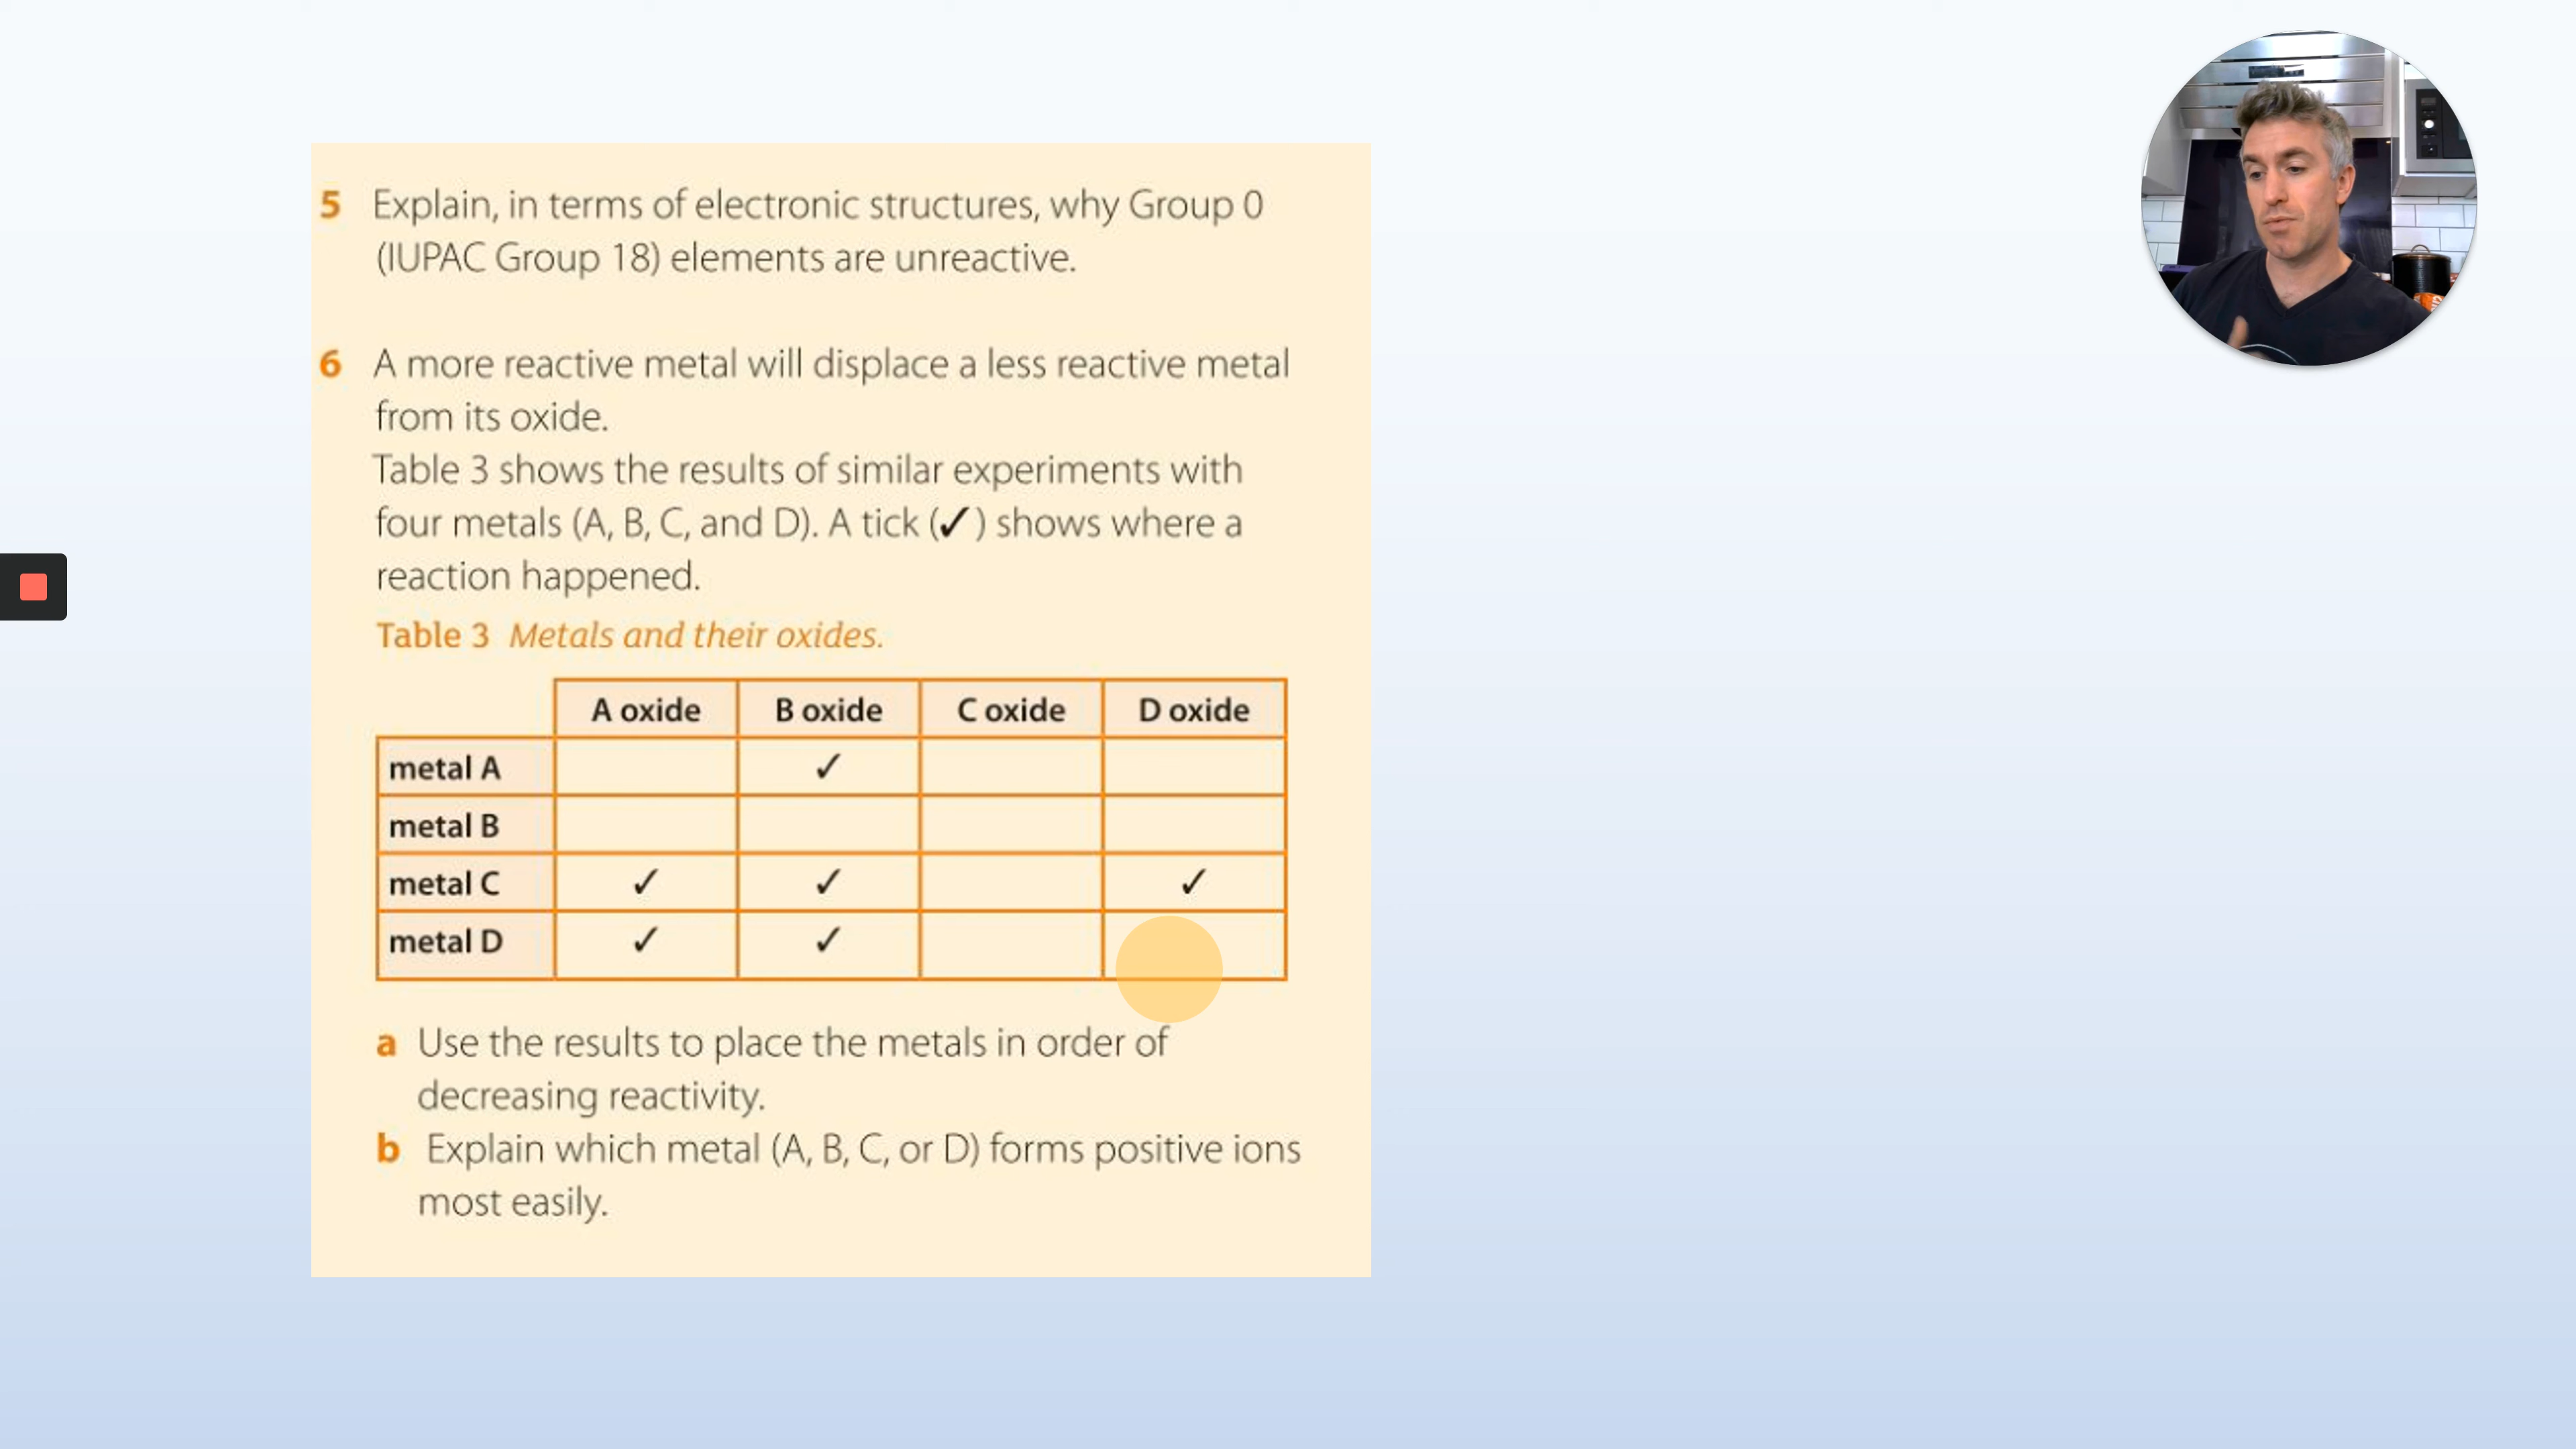 5 Explain, in terms of electronic structures, why Group 0
(IUPAC Group 18) elements are unreactive.
6 A more reactive metal will displace a less reactive metal
from its oxide.
Table 3 shows the results of similar experiments with
four metals (A, B, C, and D). A tick (✓) shows where a
reaction happened.
Table 3 Metals and their oxides.
A oxide B oxide C oxide D oxide
metal A ✓
metal B
metal C ✓ ✓ ✓
metal D ✓ ✓
a Use the results to place the metals in order of
decreasing reactivity.
b Explain which metal (A, B, C, or D) forms positive ions
most easily.